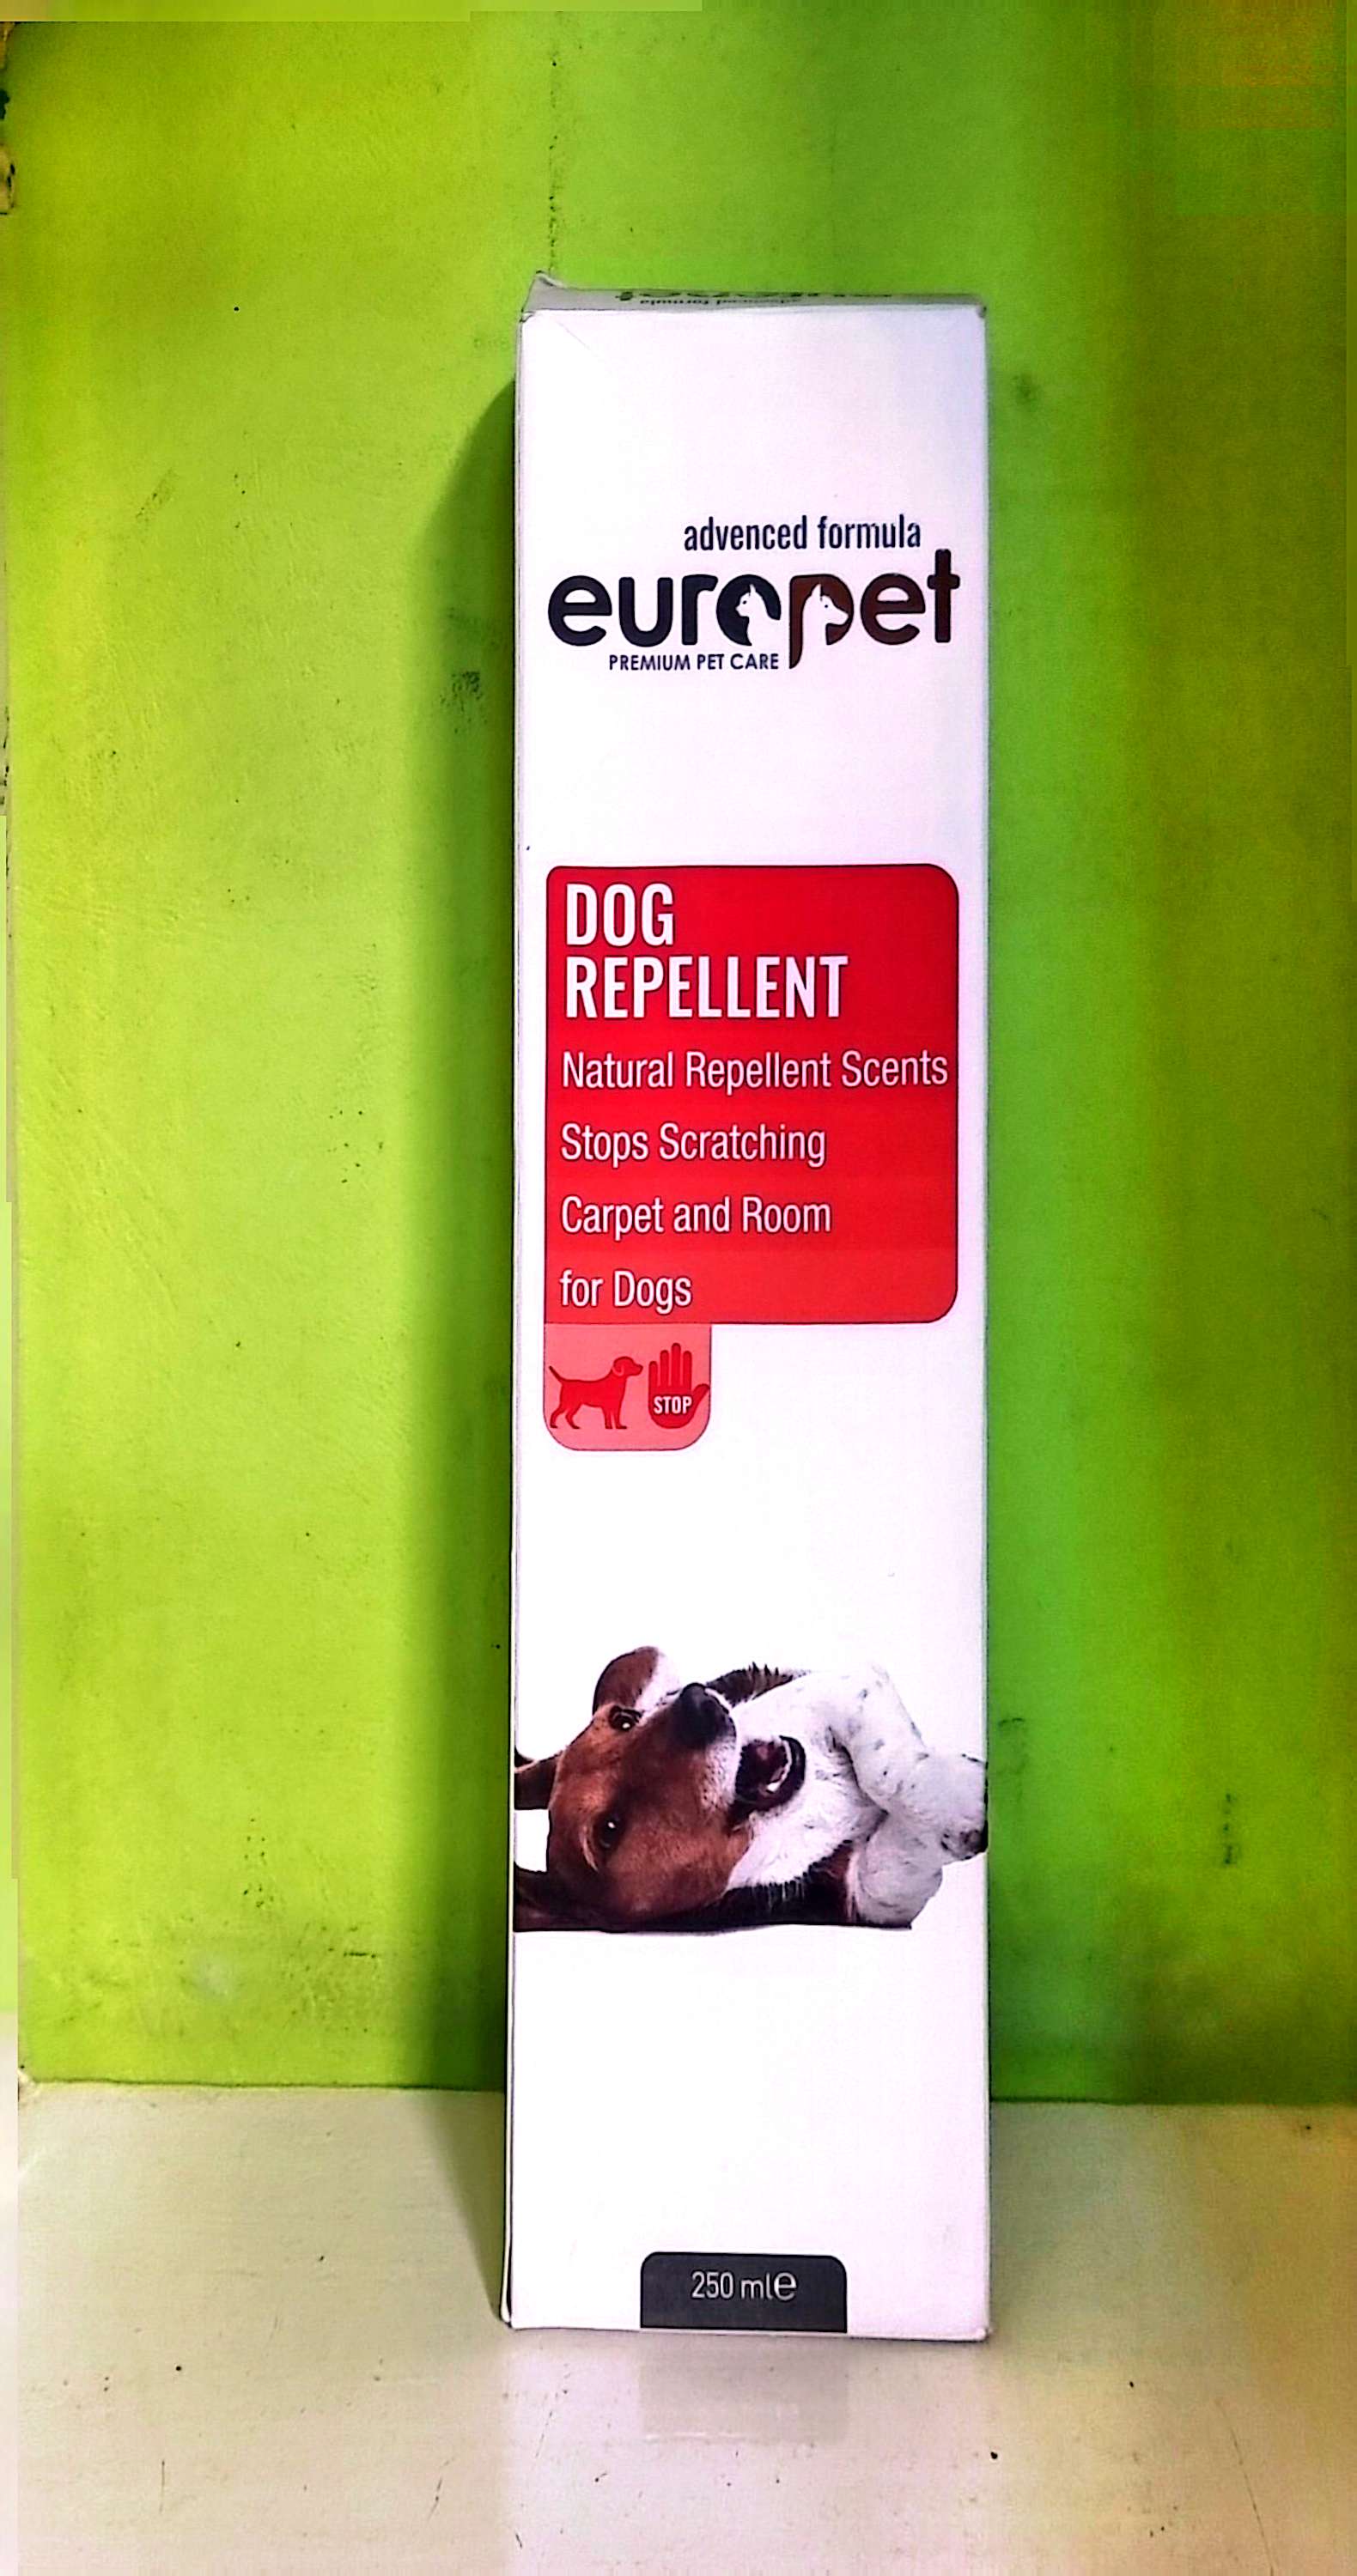 advenced formula
europet
PREMIUM PET CARE
DOG
REPELLENT
Natural Repellent Scents
Stops Scratching
Carpet and Room
for Dogs
STOP
250 ml℮